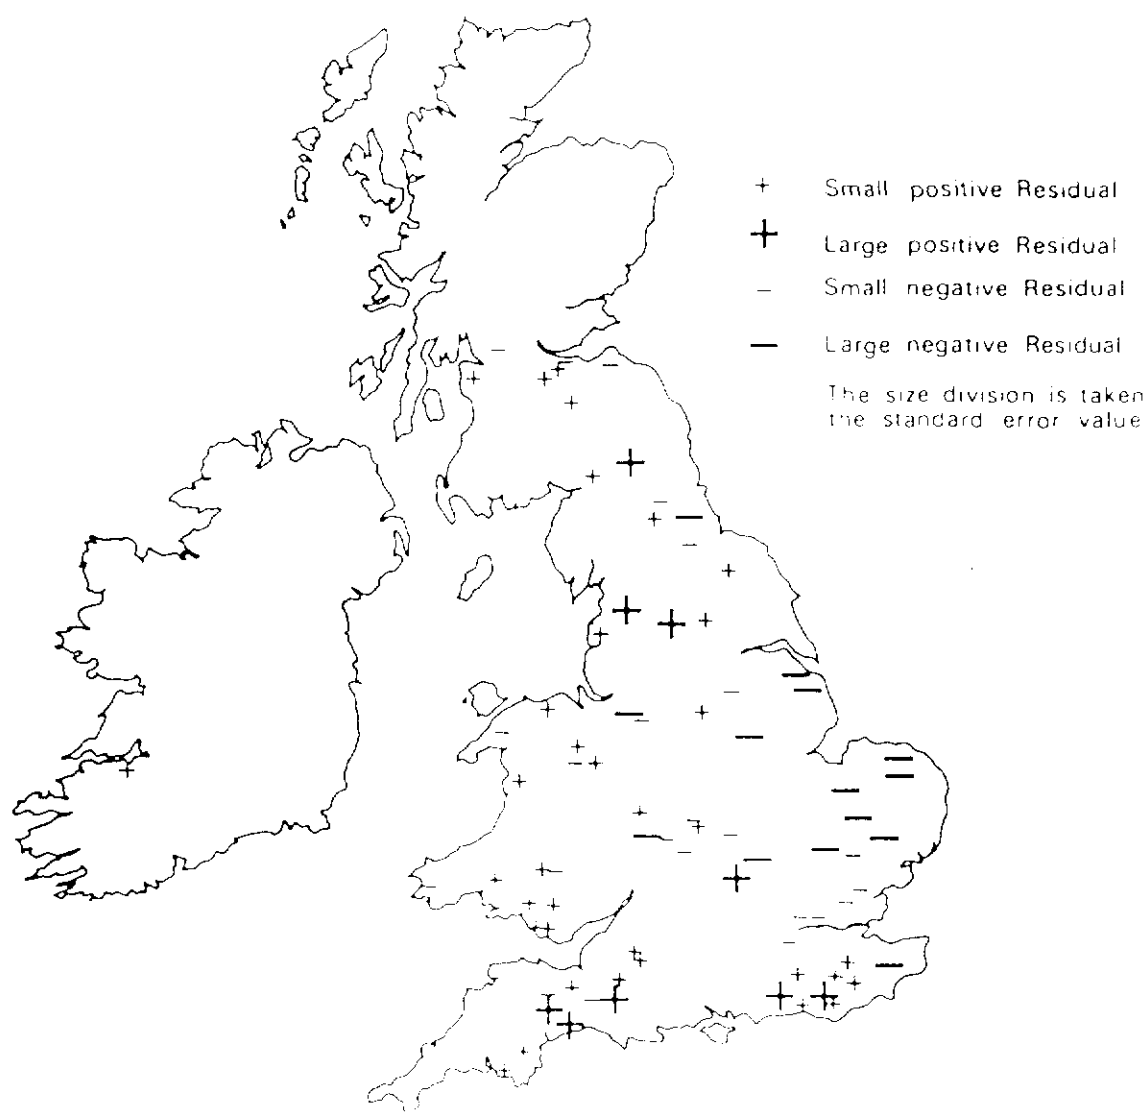 Small positive Residual
Large positive Residual
Small negative Residual
Large negative Residual
The size division is taken
the standard error value